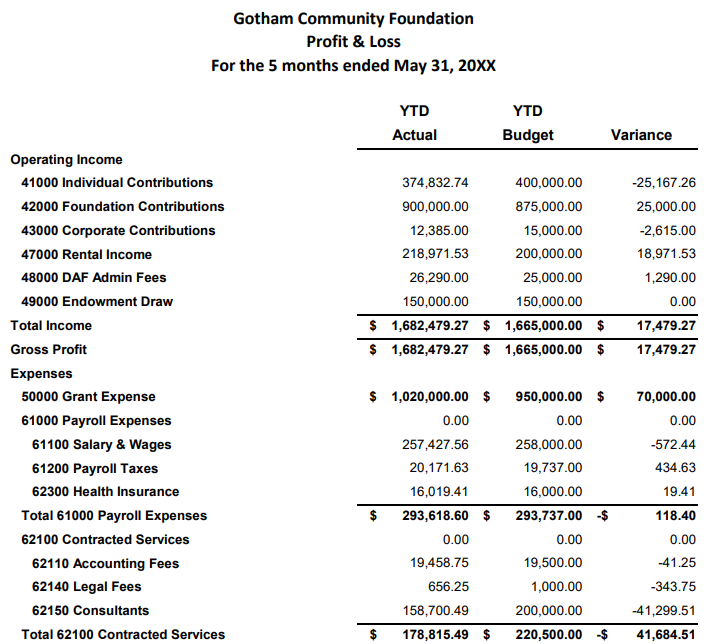 Gotham Community Foundation
Profit & Loss
For the 5 months ended May 31, 20XX
YTD YTD
Actual Budget Variance
Operating Income
41000 Individual Contributions 374,832.74 400,000.00 -25,167.26
42000 Foundation Contributions 900,000.00 875,000.00 25,000.00
43000 Corporate Contributions 12,385.00 15,000.00 -2,615.00
47000 Rental Income 218,971.53 200,000.00 18,971.53
48000 DAF Admin Fees 26,290.00 25,000.00 1,290.00
49000 Endowment Draw 150,000.00 150,000.00 0.00
Total Income $ 1,682,479.27 $ 1,665,000.00 $ 17,479.27
Gross Profit $ 1,682,479.27 $ 1,665,000.00 $ 17,479.27
Expenses
50000 Grant Expense $ 1,020,000.00 $ 950,000.00 $ 70,000.00
61000 Payroll Expenses 0.00 0.00 0.00
61100 Salary & Wages 257,427.56 258,000.00 -572.44
61200 Payroll Taxes 20,171.63 19,737.00 434.63
62300 Health Insurance 16,019.41 16,000.00 19.41
Total 61000 Payroll Expenses $ 293,618.60 $ 293,737.00 -$ 118.40
62100 Contracted Services 0.00 0.00 0.00
62110 Accounting Fees 19,458.75 19,500.00 -41.25
62140 Legal Fees 656.25 1,000.00 -343.75
62150 Consultants 158,700.49 200,000.00 -41,299.51
Total 62100 Contracted Services $ 178,815.49 $ 220,500.00 -$ 41,684.51